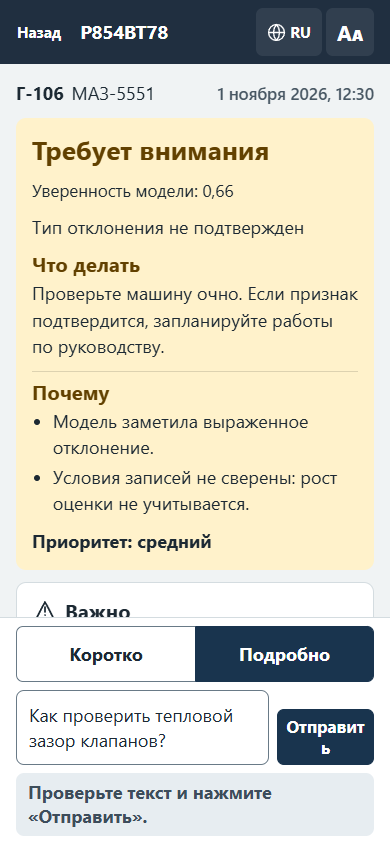 Назад P854BT78 RU Aa
Г-106 МАЗ-5551 1 ноября 2026, 12:30
Требует внимания
Уверенность модели: 0,66
Тип отклонения не подтвержден
Что делать
Проверьте машину очно. Если признак
подтвердится, запланируйте работы
по руководству.
Почему
• Модель заметила выраженное
отклонение.
• Условия записей не сверены: рост
оценки не учитывается.
Приоритет: средний
Важно
Коротко Подробно
Как проверить тепловой
зазор клапанов?
Отправит
ь
Проверьте текст и нажмите
«Отправить».